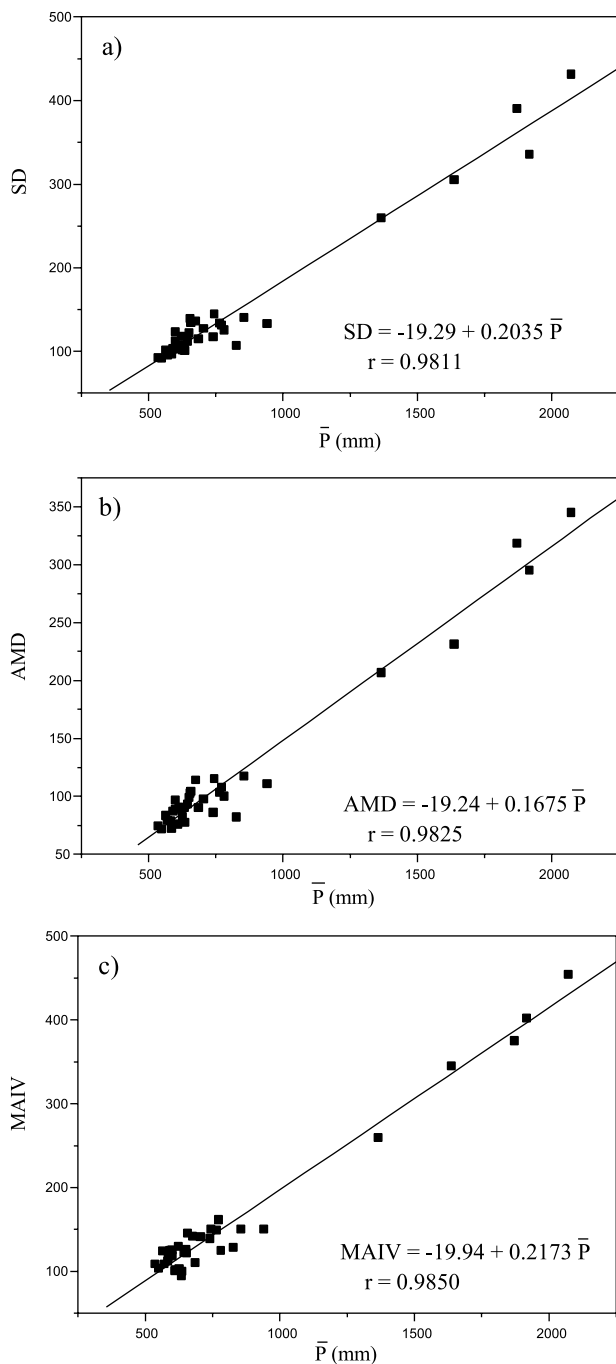 500
a)
400
SD
300
200
SD = -19.29 + 0.2035 P̅
r = 0.9811
100
500 1000 1500 2000
P̅ (mm)
350
b)
300
250
AMD
200
150
100
AMD = -19.24 + 0.1675 P̅
r = 0.9825
50
500 1000 1500 2000
P̅ (mm)
500
c)
400
MAIV
300
200
MAIV = -19.94 + 0.2173 P̅
r = 0.9850
100
500 1000 1500 2000
P̅ (mm)